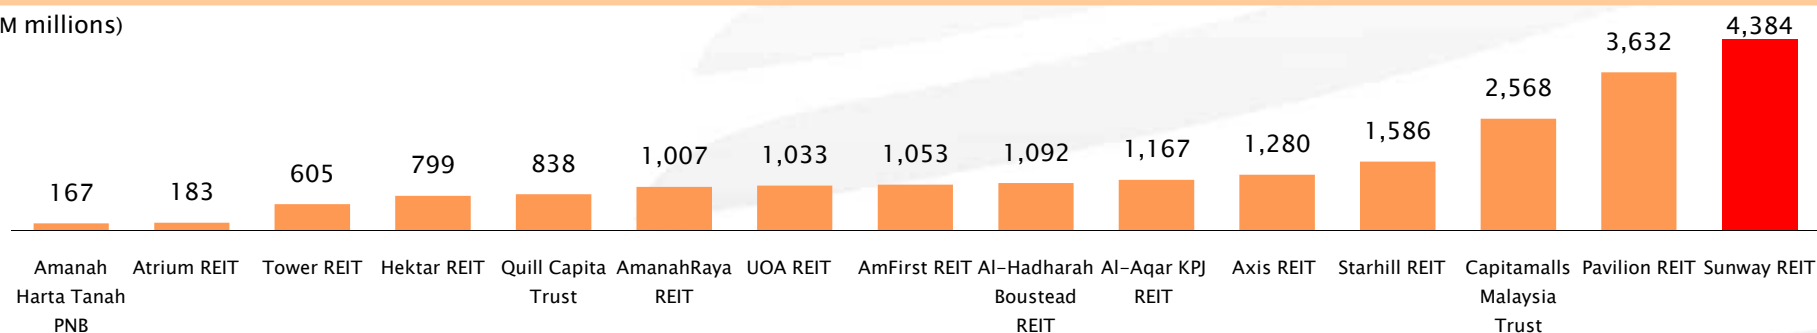 M millions)
167
183
605
799
838
1,007
1,033
1,053
1,092
1,167
1,280
1,586
2,568
3,632
4,384
Amanah
Harta Tanah
PNB
Atrium REIT
Tower REIT
Hektar REIT
Quill Capita
Trust
AmanahRaya
REIT
UOA REIT
AmFirst REIT
Al-Hadharah
Boustead
REIT
Al-Aqar KPJ
REIT
Axis REIT
Starhill REIT
Capitamalls
Malaysia
Trust
Pavilion REIT
Sunway REIT